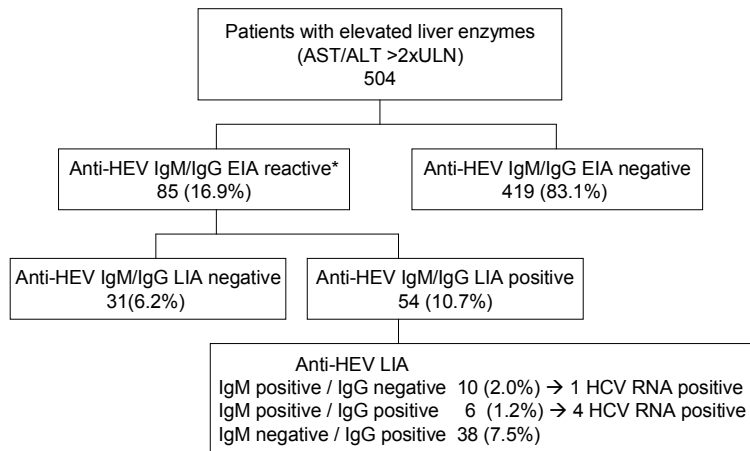 Patients with elevated liver enzymes
(AST/ALT >2xULN)
504
Anti-HEV IgM/IgG EIA reactive*
85 (16.9%)
Anti-HEV IgM/IgG EIA negative
419 (83.1%)
Anti-HEV IgM/IgG LIA negative
31(6.2%)
Anti-HEV IgM/IgG LIA positive
54 (10.7%)
Anti-HEV LIA
IgM positive / IgG negative 10 (2.0%) → 1 HCV RNA positive
IgM positive / IgG positive 6 (1.2%) → 4 HCV RNA positive
IgM negative / IgG positive 38 (7.5%)